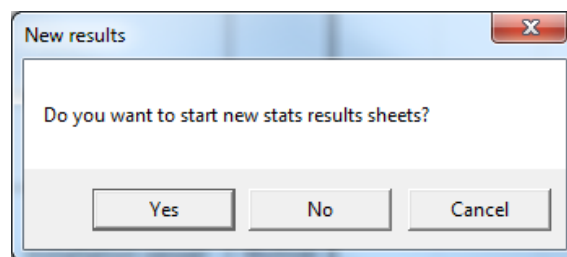 New results
Do you want to start new stats results sheets?
Yes No Cancel